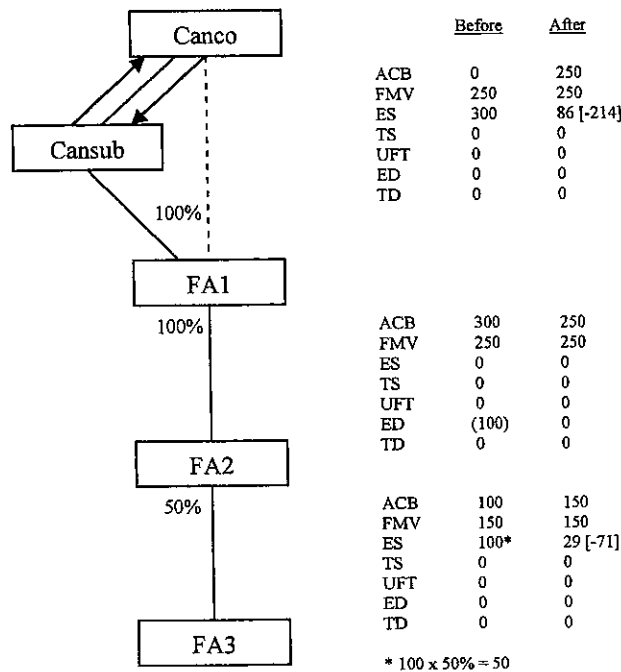 Canco
Before After
ACB 0 250
FMV 250 250
ES 300 86 [-214]
TS 0 0
UFT 0 0
ED 0 0
TD 0 0
Cansub
100%
FA1
100%
ACB 300 250
FMV 250 250
ES 0 0
TS 0 0
UFT 0 0
ED (100) 0
TD 0 0
FA2
50%
ACB 100 150
FMV 150 150
ES 100* 29 [-71]
TS 0 0
UFT 0 0
ED 0 0
TD 0 0
FA3
* 100 x 50% = 50